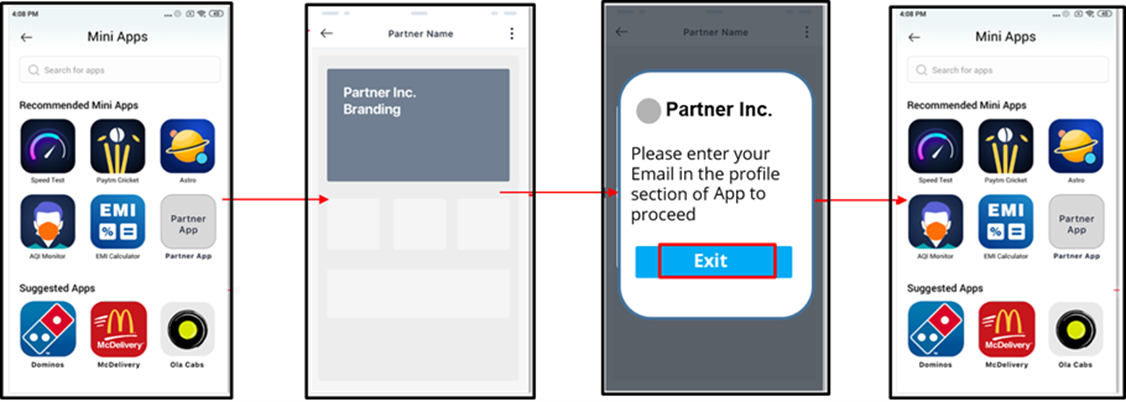 4:08 PM
Mini Apps
Search for apps
Recommended Mini Apps
Speed Test
Paytm Cricket
Astro
EMI
Partner
App
AQI Monitor
EMI Calculator
Partner App
Suggested Apps
McDelivery
Dominos
McDelivery
Ola Cabs
Partner Name
Partner Inc.
Branding
Partner Name
Partner Inc.
Please enter your
Email in the profile
section of App to
proceed
Exit
4:08 PM
Mini Apps
Search for apps
Recommended Mini Apps
Speed Test
Paytm Cricket
Astro
EMI
Partner
App
AQI Monitor
EMI Calculator
Partner App
Suggested Apps
McDelivery
Dominos
McDelivery
Ola Cabs